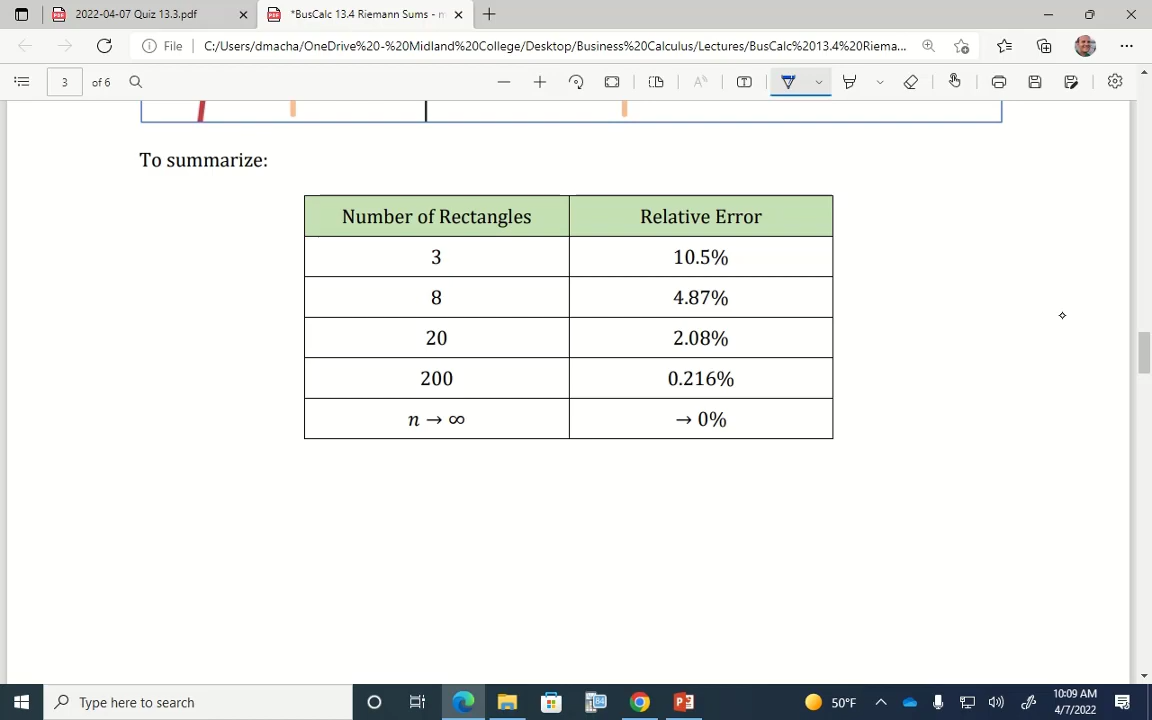 2022-04-07 Quiz 13.3.pdf
*BusCalc 13.4 Riemann Sums - m
File
C:/Users/dmacha/OneDrive%20-%20Midland%20College/Desktop/Business%20Calculus/Lectures/BusCalc%2013.4%20Riema...
3 of 6
To summarize:
Number of Rectangles Relative Error
3 10.5%
8 4.87%
20 2.08%
200 0.216%
n → ∞ → 0%
Type here to search
50°F
10:09 AM
4/7/2022